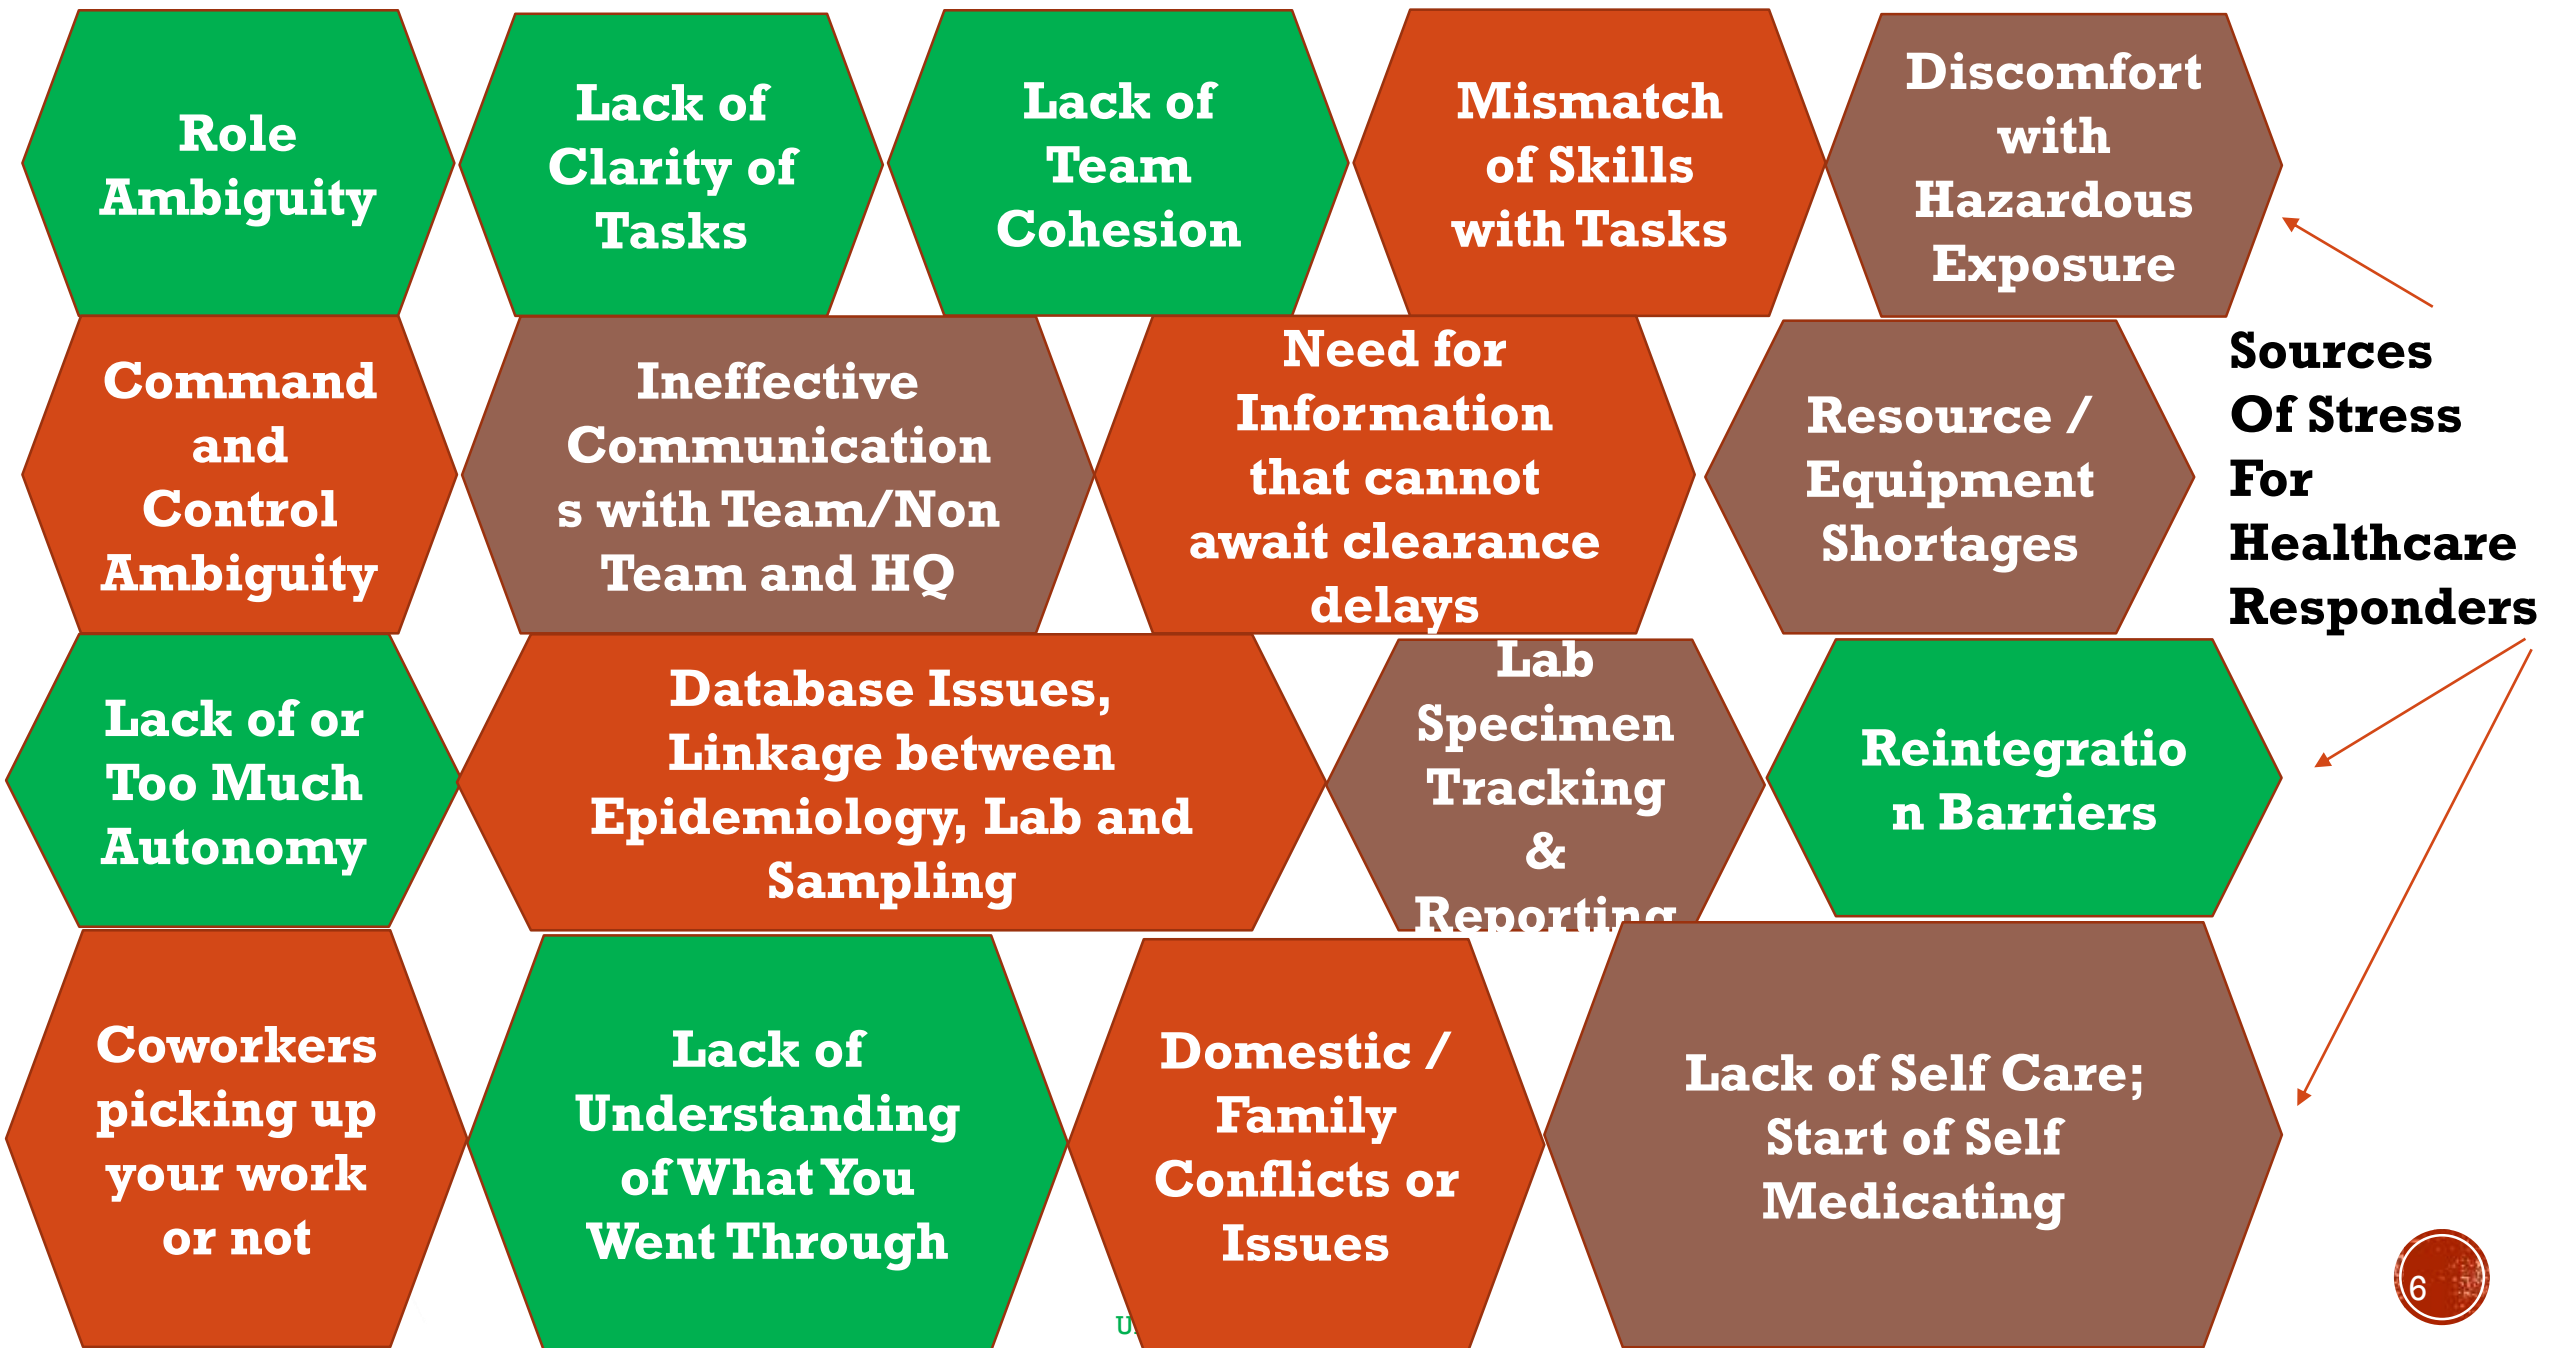 Role
Ambiguity
Lack of
Clarity of
Tasks
Lack of
Team
Cohesion
Mismatch
of Skills
with Tasks
Discomfort
with
Hazardous
Exposure
Command
and
Control
Ambiguity
Ineffective
Communication
s with Team/Non
Team and HQ
Need for
Information
that cannot
await clearance
delays
Resource /
Equipment
Shortages
Sources
Of Stress
For
Healthcare
Responders
Lack of or
Too Much
Autonomy
Database Issues,
Linkage between
Epidemiology, Lab and
Sampling
Lab
Specimen
Tracking
&
Reporting
Reintegratio
n Barriers
Coworkers
picking up
your work
or not
Lack of
Understanding
of What You
Went Through
Domestic /
Family
Conflicts or
Issues
Lack of Self Care;
Start of Self
Medicating
6